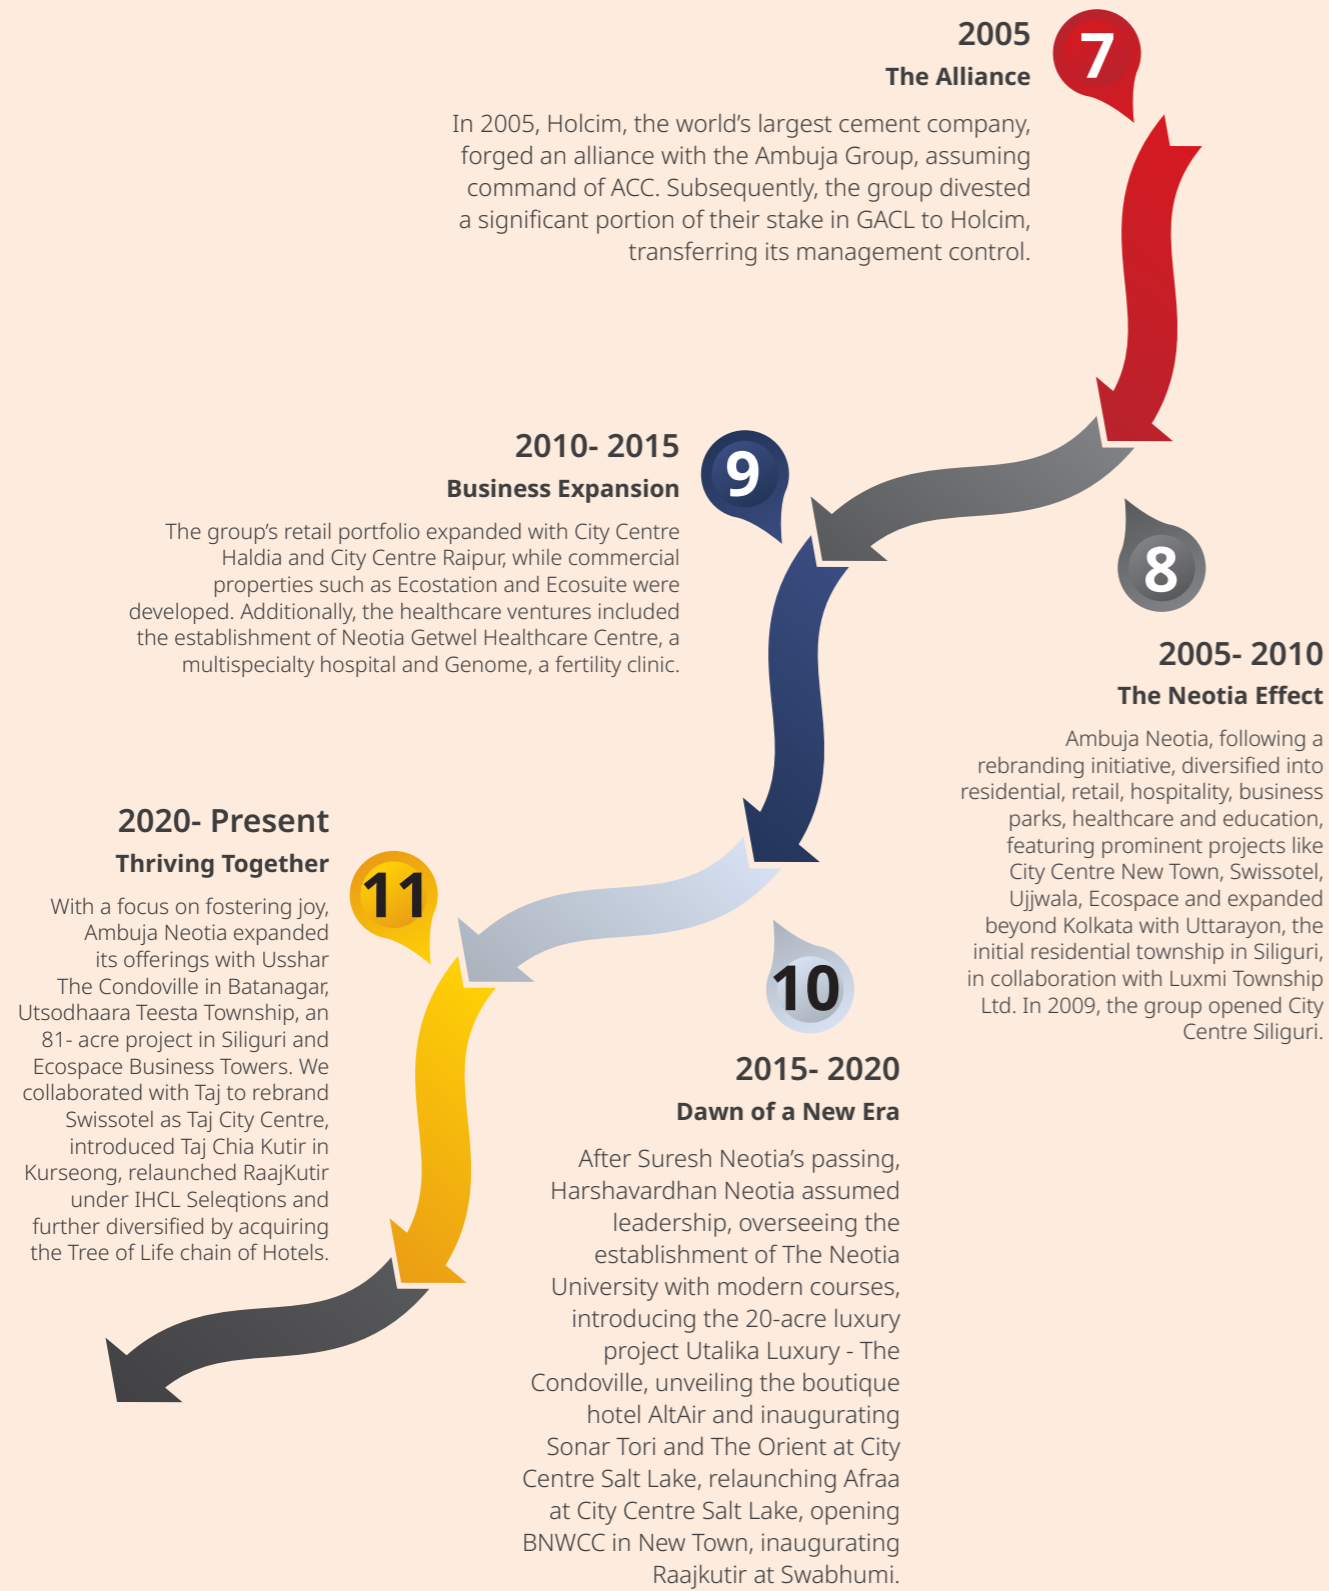 7
2005
The Alliance
In 2005, Holcim, the world's largest cement company,
forged an alliance with the Ambuja Group, assuming
command of ACC. Subsequently, the group divested
a significant portion of their stake in GACL to Holcim,
transferring its management control.
8
2005- 2010
The Neotia Effect
Ambuja Neotia, following a
rebranding initiative, diversified into
residential, retail, hospitality, business
parks, healthcare and education,
featuring prominent projects like
City Centre New Town, Swissotel,
Ujjwala, Ecospace and expanded
beyond Kolkata with Uttarayon, the
initial residential township in Siliguri,
in collaboration with Luxmi Township
Ltd. In 2009, the group opened City
Centre Siliguri.
9
2010- 2015
Business Expansion
The group's retail portfolio expanded with City Centre
Haldia and City Centre Raipur, while commercial
properties such as Ecostation and Ecosuite were
developed. Additionally, the healthcare ventures included
the establishment of Neotia Getwel Healthcare Centre, a
multispecialty hospital and Genome, a fertility clinic.
10
2015- 2020
Dawn of a New Era
After Suresh Neotia's passing,
Harshavardhan Neotia assumed
leadership, overseeing the
establishment of The Neotia
University with modern courses,
introducing the 20-acre luxury
project Utalika Luxury - The
Condoville, unveiling the boutique
hotel AltAir and inaugurating
Sonar Tori and The Orient at City
Centre Salt Lake, relaunching Afraa
at City Centre Salt Lake, opening
BNWCC in New Town, inaugurating
Raajkutir at Swabhumi.
11
2020- Present
Thriving Together
With a focus on fostering joy,
Ambuja Neotia expanded
its offerings with Usshar
The Condoville in Batanagar,
Utsodhaara Teesta Township, an
81- acre project in Siliguri and
Ecospace Business Towers. We
collaborated with Taj to rebrand
Swissotel as Taj City Centre,
introduced Taj Chia Kutir in
Kurseong, relaunched RaajKutir
under IHCL Seleqtions and
further diversified by acquiring
the Tree of Life chain of Hotels.